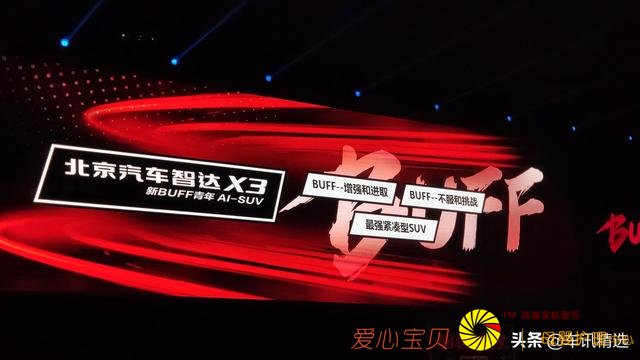 北京汽车智达X3
新BUFF青年 AI-SUV
BUFF
BUFF--增强和进取
BUFF--不服和挑战
最强紧凑型SUV
爱心宝贝
TM
头条@车讯精选